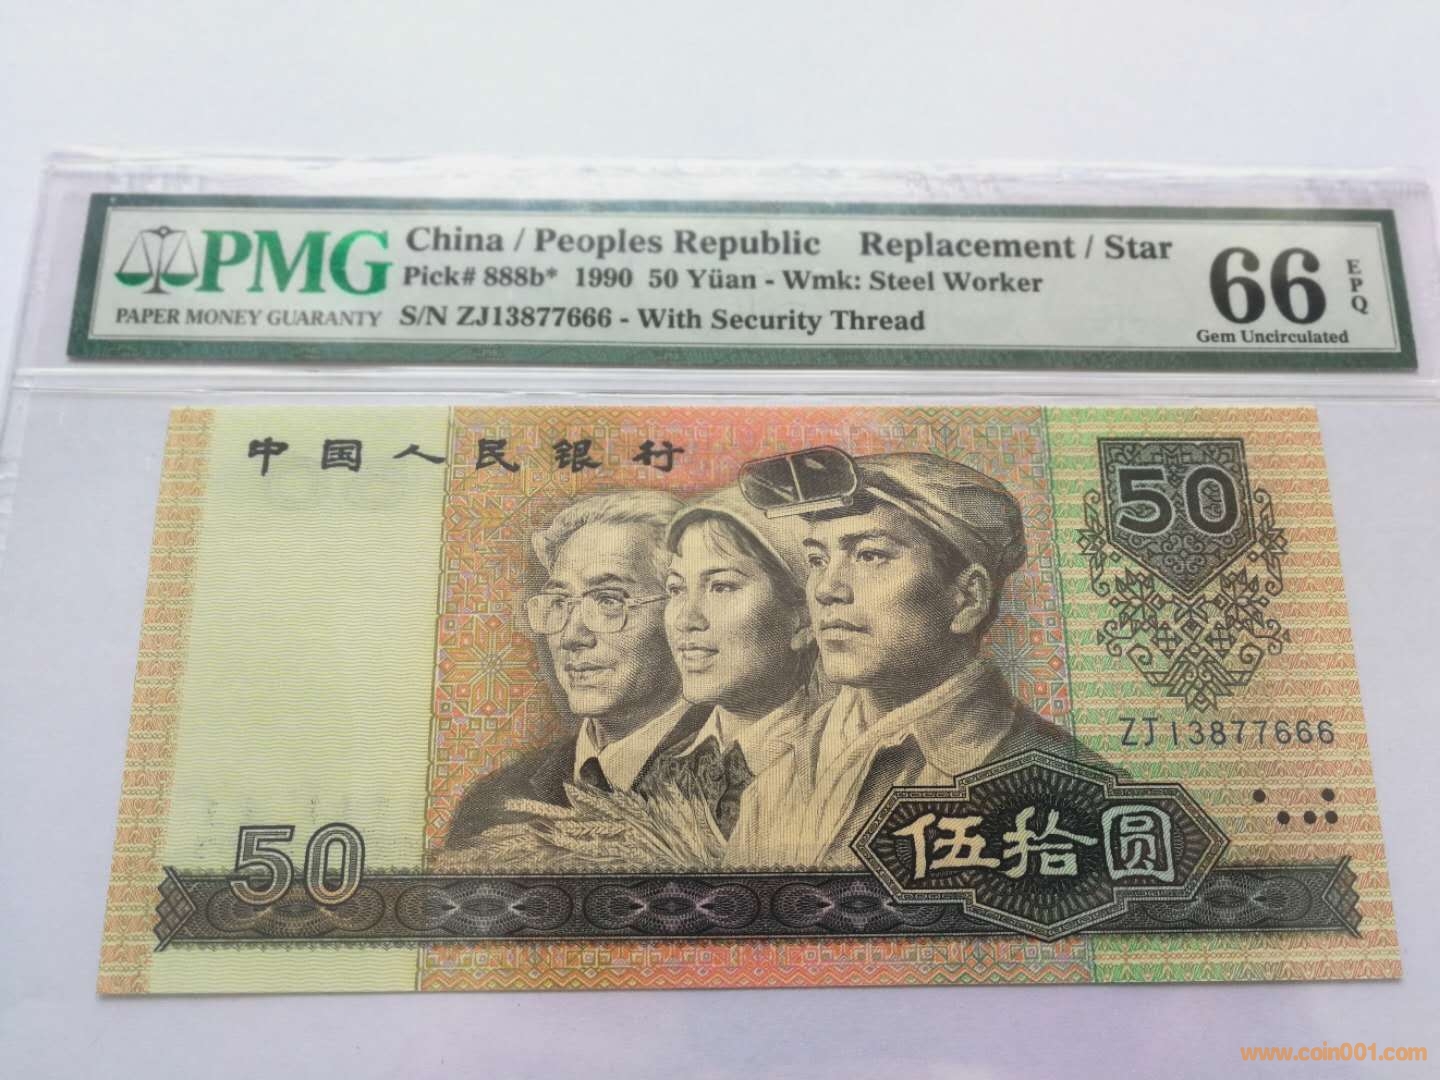 PMG China / Peoples Republic Replacement / Star
Pick# 888b* 1990 50 Yüan - Wmk: Steel Worker
PAPER MONEY GUARANTY S/N ZJ13877666 - With Security Thread
66 EPQ
Gem Uncirculated
中国人民银行
50
ZJ13877666
50
伍拾圆
www.coin001.com